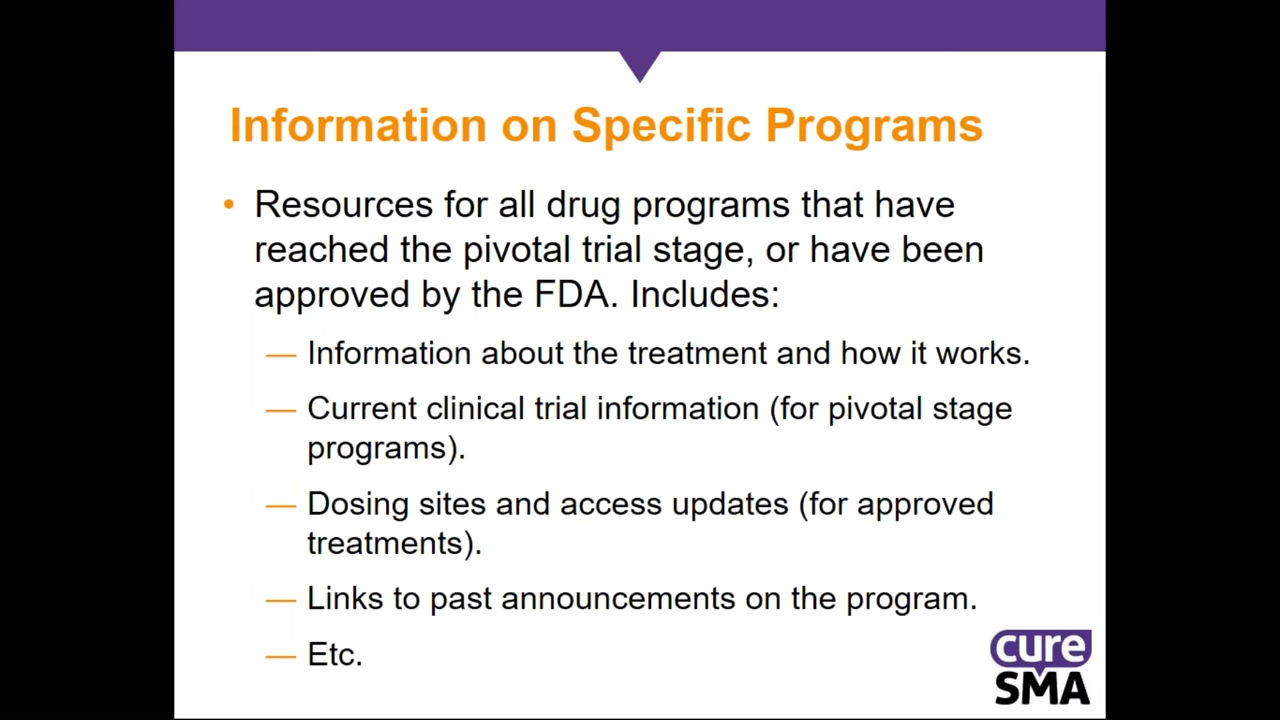 Information on Specific Programs
• Resources for all drug programs that have
reached the pivotal trial stage, or have been
approved by the FDA. Includes:
— Information about the treatment and how it works.
— Current clinical trial information (for pivotal stage
programs).
— Dosing sites and access updates (for approved
treatments).
— Links to past announcements on the program.
— Etc.
cure
SMA